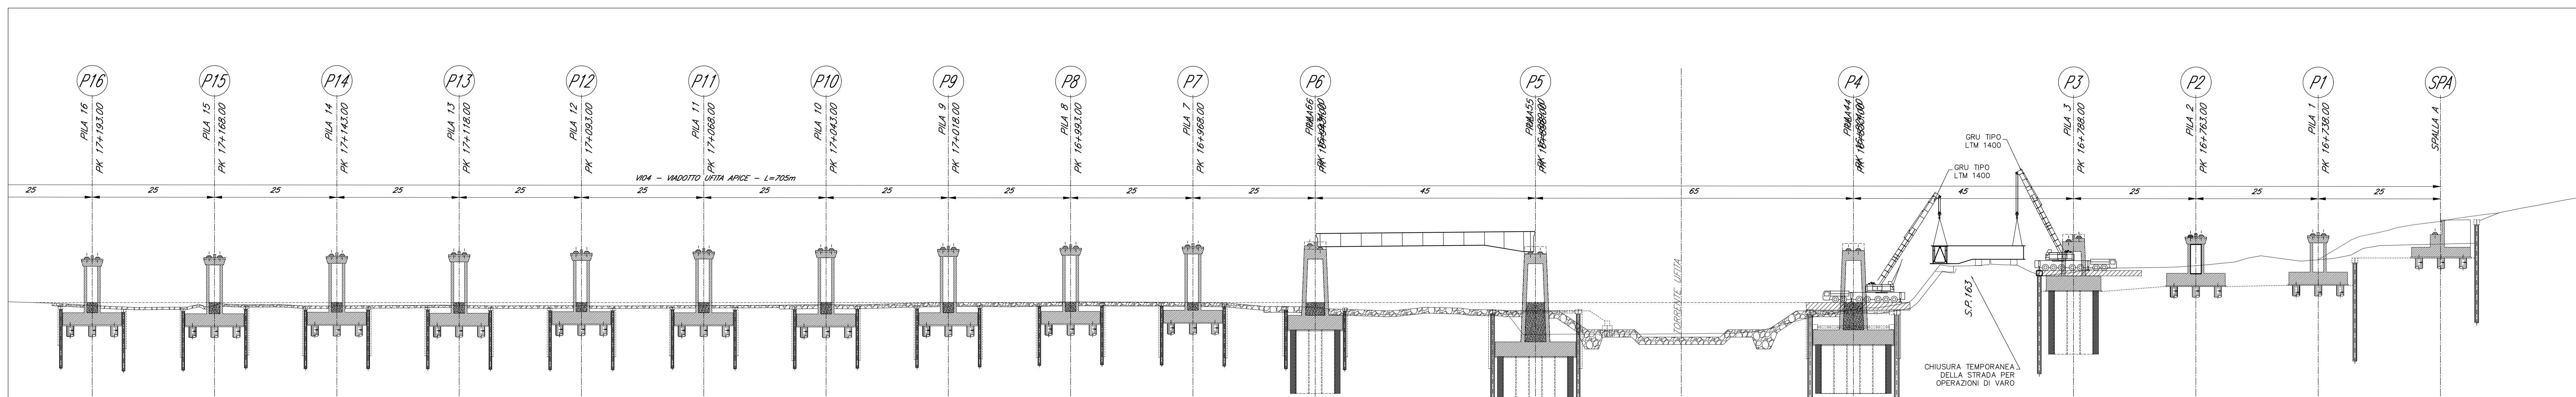 P16
P15
P14
P13
P12
P11
P10
P9
P8
P7
P6
P5
P4
P3
P2
P1
SPA
PILA 16
PK 17+193.00
PILA 15
PK 17+168.00
PILA 14
PK 17+143.00
PILA 13
PK 17+118.00
PILA 12
PK 17+093.00
PILA 11
PK 17+068.00
PILA 10
PK 17+043.00
PILA 9
PK 17+018.00
PILA 8
PK 16+993.00
PILA 7
PK 16+968.00
PILA 3
PK 16+788.00
PILA 2
PK 16+763.00
PILA 1
PK 16+738.00
SPALLA A
GRU TIPO
LTM 1400
GRU TIPO
LTM 1400
VI04 - VIADOTTO UFITA APICE - L=705m
25
25
25
25
25
25
25
25
25
25
25
45
65
45
25
25
25
TORRENTE UFITA
S.P.163
CHIUSURA TEMPORANEA
DELLA STRADA PER
OPERAZIONI DI VARO